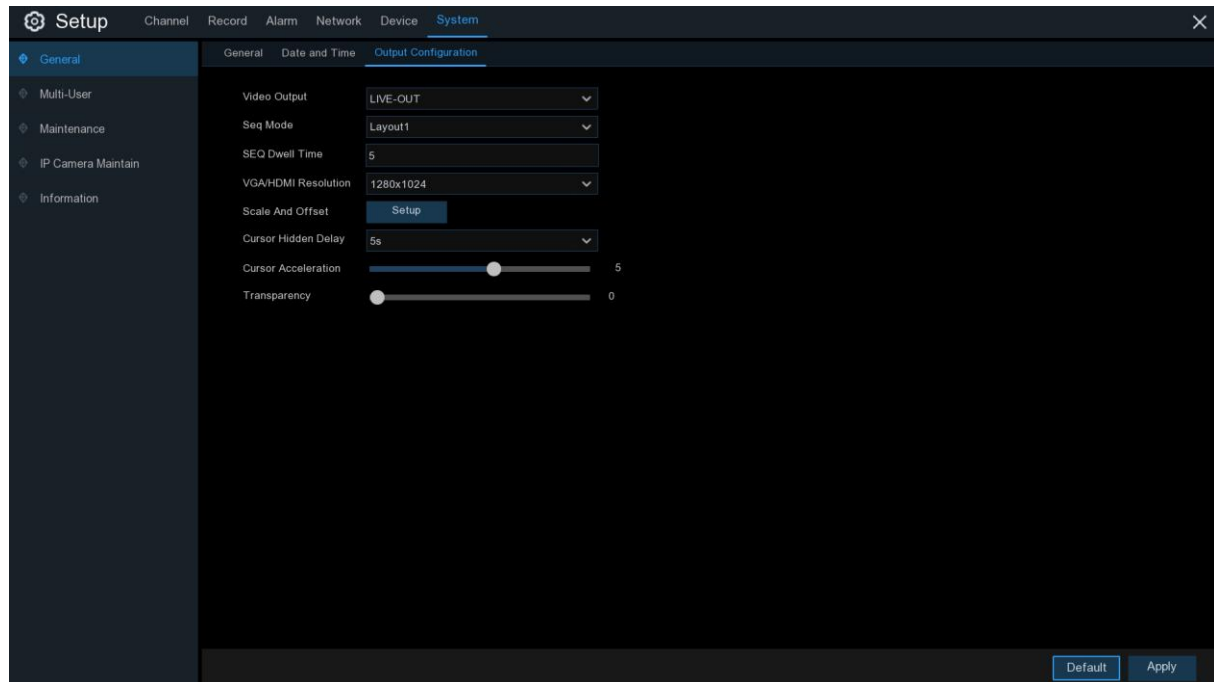 Setup Channel Record Alarm Network Device System
General
Multi-User
Maintenance
IP Camera Maintain
Information
General Date and Time Output Configuration
Video Output LIVE-OUT
Seq Mode Layout1
SEQ Dwell Time 5
VGA/HDMI Resolution 1280x1024
Scale And Offset Setup
Cursor Hidden Delay 5s
Cursor Acceleration 5
Transparency 0
Default Apply